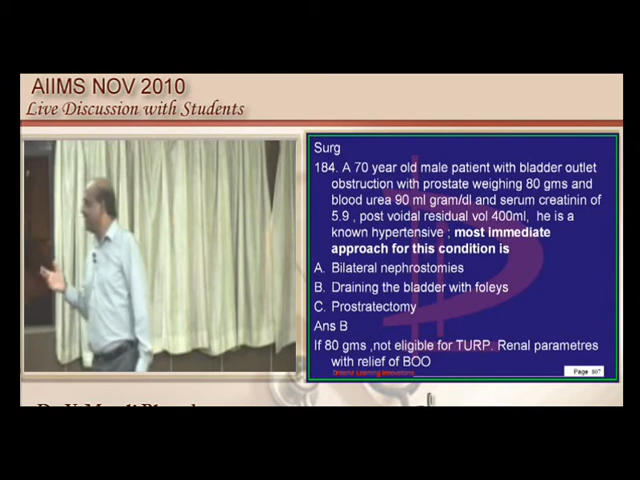 AIIMS NOV 2010
Live Discussion with Students
Surg
184. A 70 year old male patient with bladder outlet
obstruction with prostate weighing 80 gms and
blood urea 90 ml gram/dl and serum creatinin of
5.9 , post voidal residual vol 400ml, he is a
known hypertensive ; most immediate
approach for this condition is
A. Bilateral nephrostomies
B. Draining the bladder with foleys
C. Prostratectomy
Ans B
If 80 gms ,not eligible for TURP. Renal parametres
with relief of BOO
Page 807